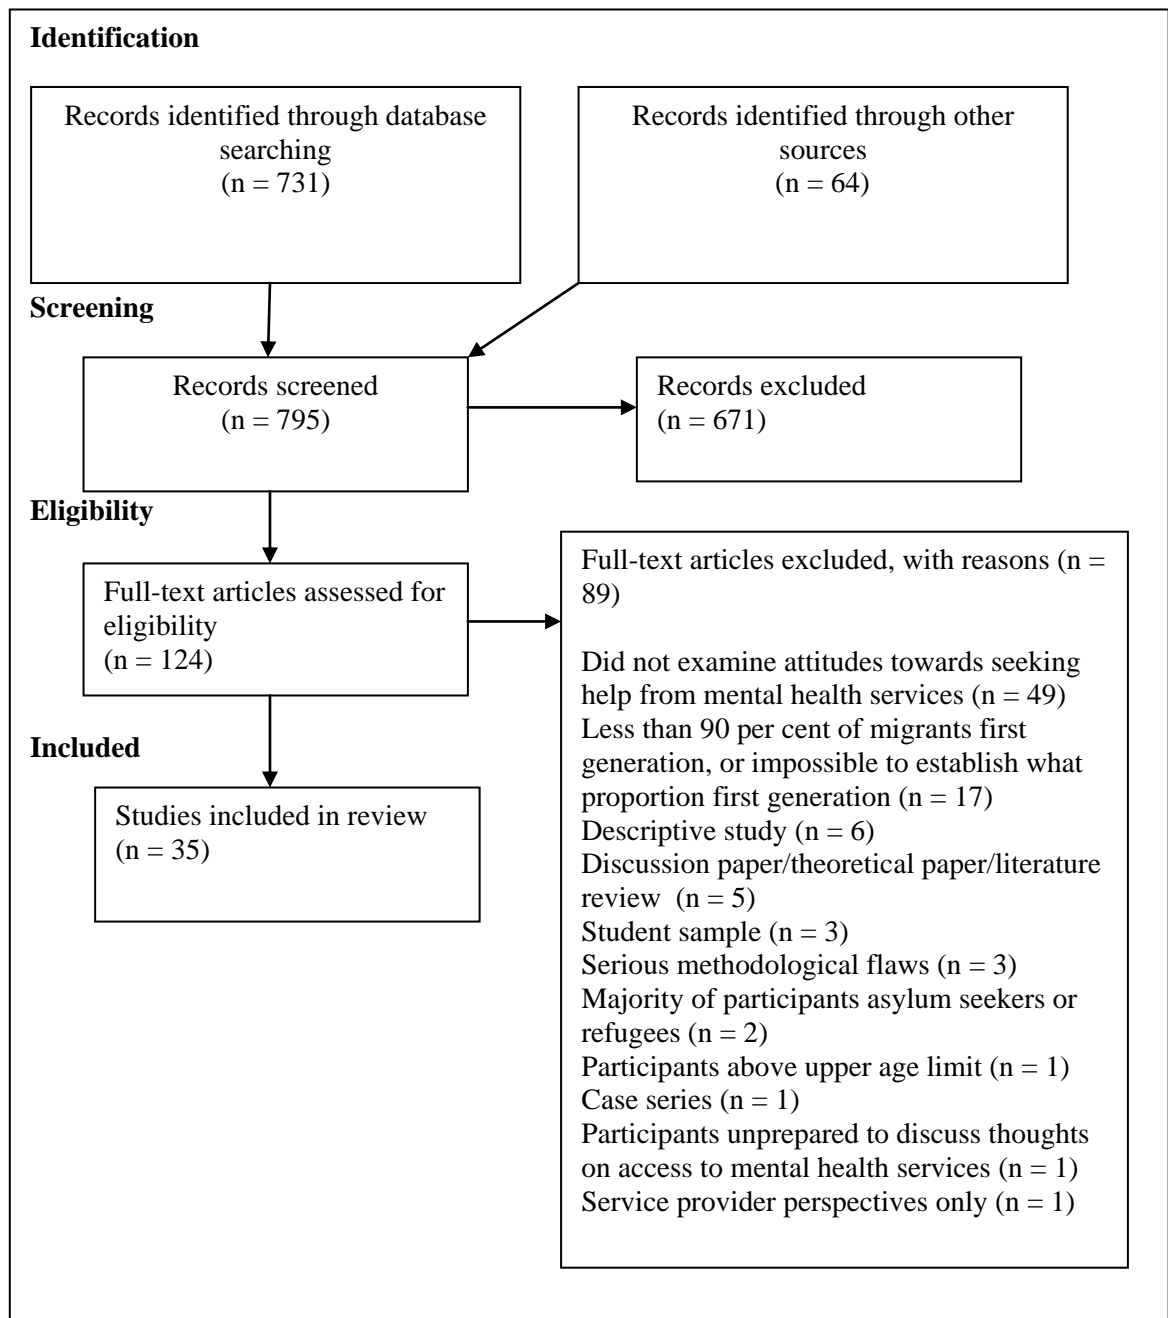 Identification
Records identified through database
searching
(n = 731)
Records identified through other
sources
(n = 64)
Screening
Records screened
(n = 795)
Records excluded
(n = 671)
Eligibility
Full-text articles assessed for
eligibility
(n = 124)
Full-text articles excluded, with reasons (n =
89)
Did not examine attitudes towards seeking
help from mental health services (n = 49)
Less than 90 per cent of migrants first
generation, or impossible to establish what
proportion first generation (n = 17)
Descriptive study (n = 6)
Discussion paper/theoretical paper/literature
review  (n = 5)
Student sample (n = 3)
Serious methodological flaws (n = 3)
Majority of participants asylum seekers or
refugees (n = 2)
Participants above upper age limit (n = 1)
Case series (n = 1)
Participants unprepared to discuss thoughts
on access to mental health services (n = 1)
Service provider perspectives only (n = 1)
Included
Studies included in review
(n = 35)